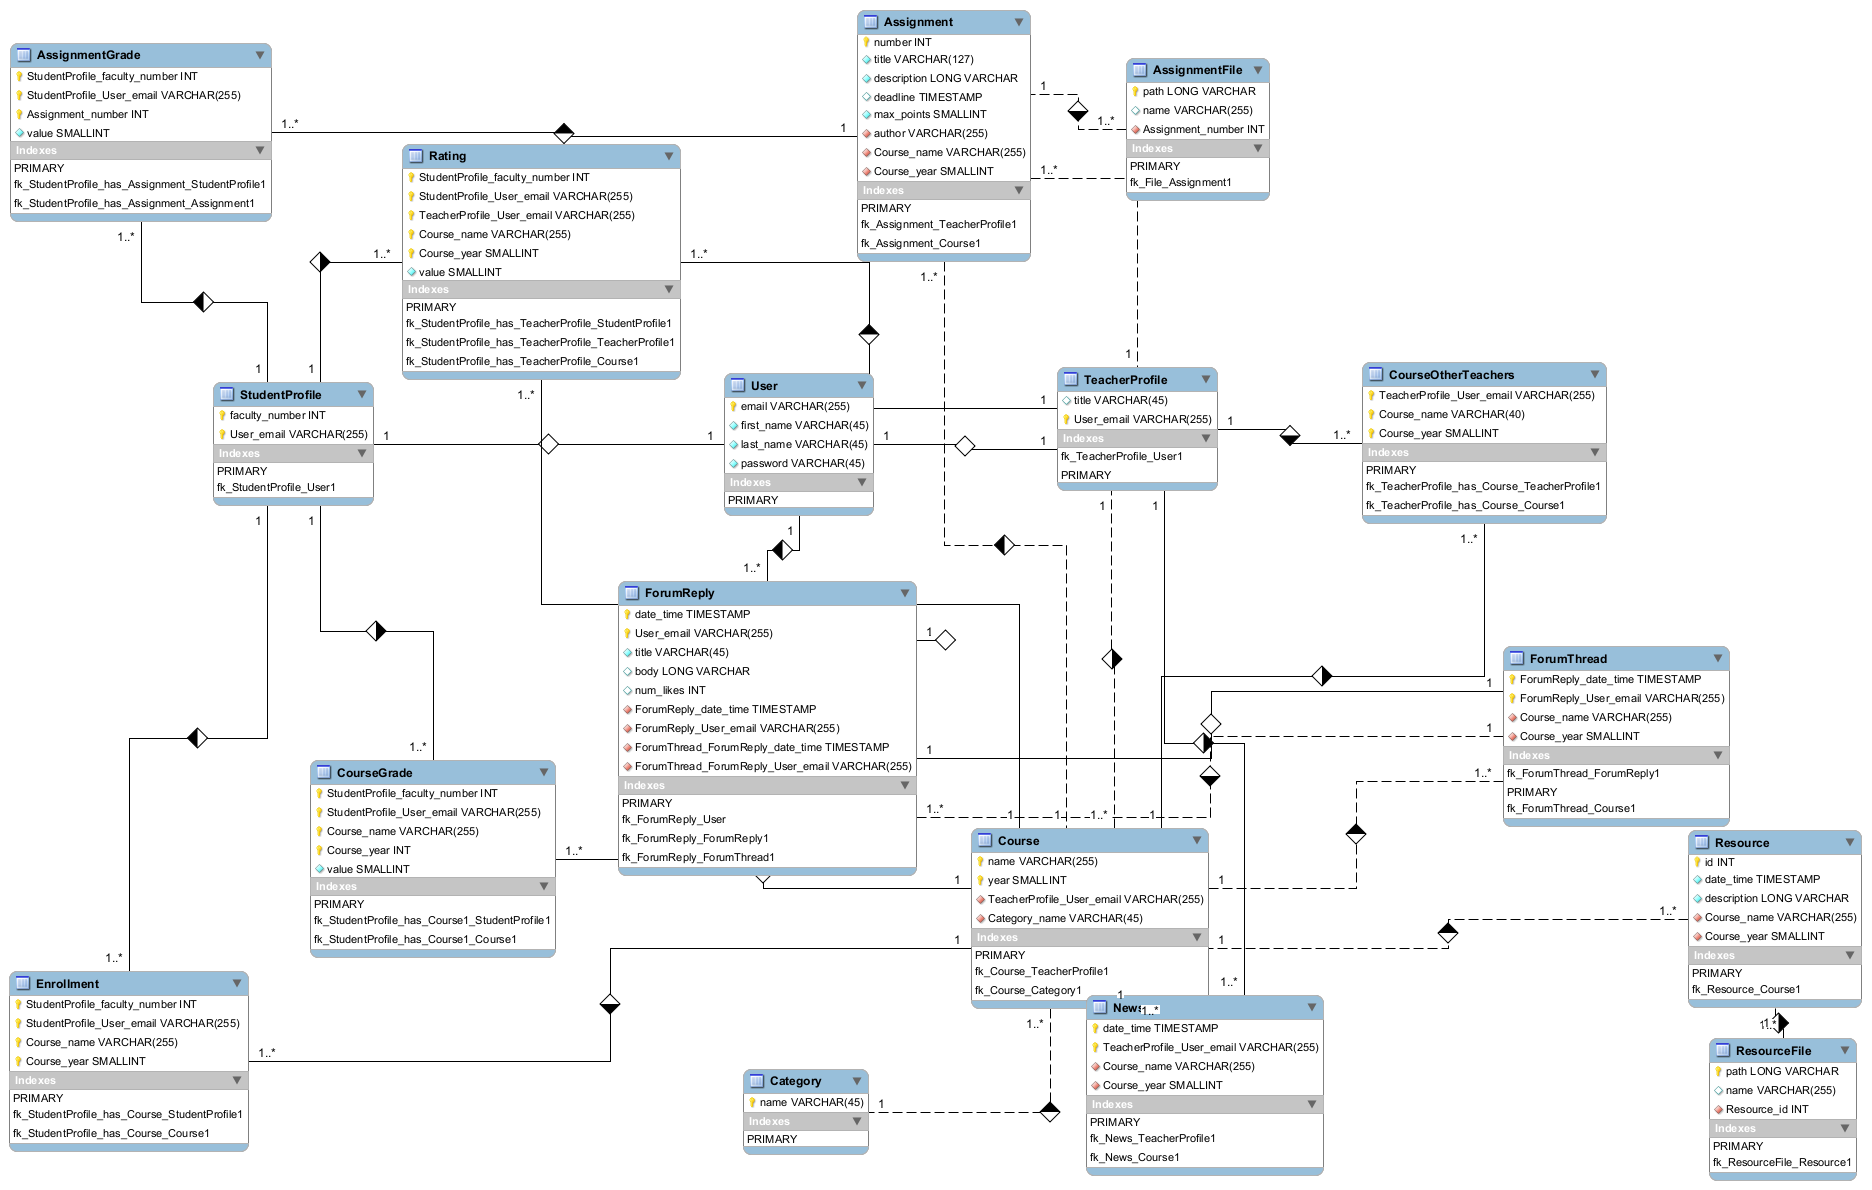 AssignmentGrade
StudentProfile_faculty_number INT
StudentProfile_User_email VARCHAR(255)
Assignment_number INT
value SMALLINT
Indexes
PRIMARY
fk_StudentProfile_has_Assignment_StudentProfile1
fk_StudentProfile_has_Assignment_Assignment1
1..*
1
1..*
1
Rating
StudentProfile_faculty_number INT
StudentProfile_User_email VARCHAR(255)
TeacherProfile_User_email VARCHAR(255)
Course_name VARCHAR(255)
Course_year SMALLINT
value SMALLINT
Indexes
PRIMARY
fk_StudentProfile_has_TeacherProfile_StudentProfile1
fk_StudentProfile_has_TeacherProfile_TeacherProfile1
fk_StudentProfile_has_TeacherProfile_Course1
1..*
1
1..*
1..*
Assignment
number INT
title VARCHAR(127)
description LONG VARCHAR
deadline TIMESTAMP
max_points SMALLINT
author VARCHAR(255)
Course_name VARCHAR(255)
Course_year SMALLINT
Indexes
PRIMARY
fk_Assignment_TeacherProfile1
fk_Assignment_Course1
1
1..*
1..*
1..*
AssignmentFile
path LONG VARCHAR
name VARCHAR(255)
Assignment_number INT
Indexes
PRIMARY
fk_File_Assignment1
1
StudentProfile
faculty_number INT
User_email VARCHAR(255)
Indexes
PRIMARY
fk_StudentProfile_User1
1
1
1
1
User
email VARCHAR(255)
first_name VARCHAR(45)
last_name VARCHAR(45)
password VARCHAR(45)
Indexes
PRIMARY
1
1
1
1
1..*
TeacherProfile
title VARCHAR(45)
User_email VARCHAR(255)
Indexes
fk_TeacherProfile_User1
PRIMARY
1
1..*
1
1
CourseOtherTeachers
TeacherProfile_User_email VARCHAR(255)
Course_name VARCHAR(40)
Course_year SMALLINT
Indexes
PRIMARY
fk_TeacherProfile_has_Course_TeacherProfile1
fk_TeacherProfile_has_Course_Course1
1..*
ForumReply
date_time TIMESTAMP
User_email VARCHAR(255)
title VARCHAR(45)
body LONG VARCHAR
num_likes INT
ForumReply_date_time TIMESTAMP
ForumReply_User_email VARCHAR(255)
ForumThread_ForumReply_date_time TIMESTAMP
ForumThread_ForumReply_User_email VARCHAR(255)
Indexes
PRIMARY
fk_ForumReply_User
fk_ForumReply_ForumReply1
fk_ForumReply_ForumThread1
1
1
1..*
ForumThread
ForumReply_date_time TIMESTAMP
ForumReply_User_email VARCHAR(255)
Course_name VARCHAR(255)
Course_year SMALLINT
Indexes
fk_ForumThread_ForumReply1
PRIMARY
fk_ForumThread_Course1
1
1
1..*
CourseGrade
StudentProfile_faculty_number INT
StudentProfile_User_email VARCHAR(255)
Course_name VARCHAR(255)
Course_year INT
value SMALLINT
Indexes
PRIMARY
fk_StudentProfile_has_Course1_StudentProfile1
fk_StudentProfile_has_Course1_Course1
1..*
1..*
Course
name VARCHAR(255)
year SMALLINT
TeacherProfile_User_email VARCHAR(255)
Category_name VARCHAR(45)
Indexes
PRIMARY
fk_Course_TeacherProfile1
fk_Course_Category1
1
1
1..*
1
1
1
1
1
1..*
1
1..*
Resource
id INT
date_time TIMESTAMP
description LONG VARCHAR
Course_name VARCHAR(255)
Course_year SMALLINT
Indexes
PRIMARY
fk_Resource_Course1
1..*
Enrollment
StudentProfile_faculty_number INT
StudentProfile_User_email VARCHAR(255)
Course_name VARCHAR(255)
Course_year SMALLINT
Indexes
PRIMARY
fk_StudentProfile_has_Course_StudentProfile1
fk_StudentProfile_has_Course_Course1
1..*
1..*
Category
name VARCHAR(45)
Indexes
PRIMARY
1
News
date_time TIMESTAMP
TeacherProfile_User_email VARCHAR(255)
Course_name VARCHAR(255)
Course_year SMALLINT
Indexes
PRIMARY
fk_News_TeacherProfile1
fk_News_Course1
1..*
ResourceFile
path LONG VARCHAR
name VARCHAR(255)
Resource_id INT
Indexes
PRIMARY
fk_ResourceFile_Resource1